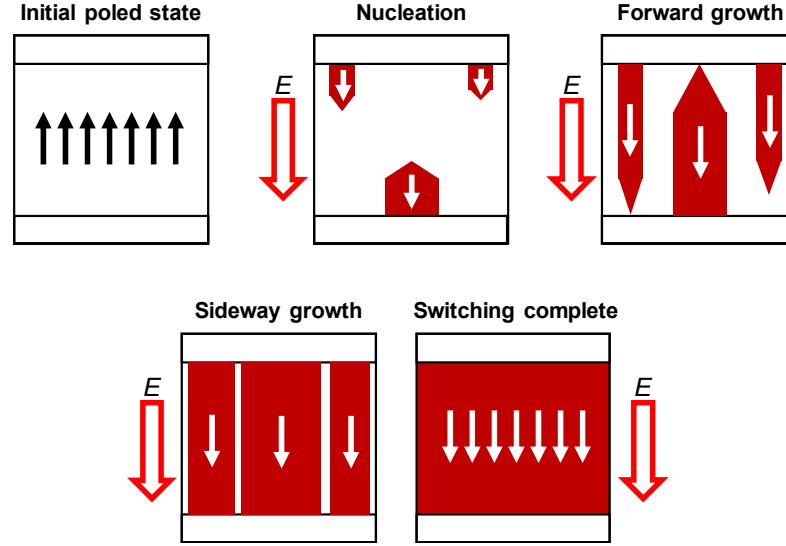 Initial poled state
Nucleation
Forward growth
E
E
Sideway growth
Switching complete
E
E